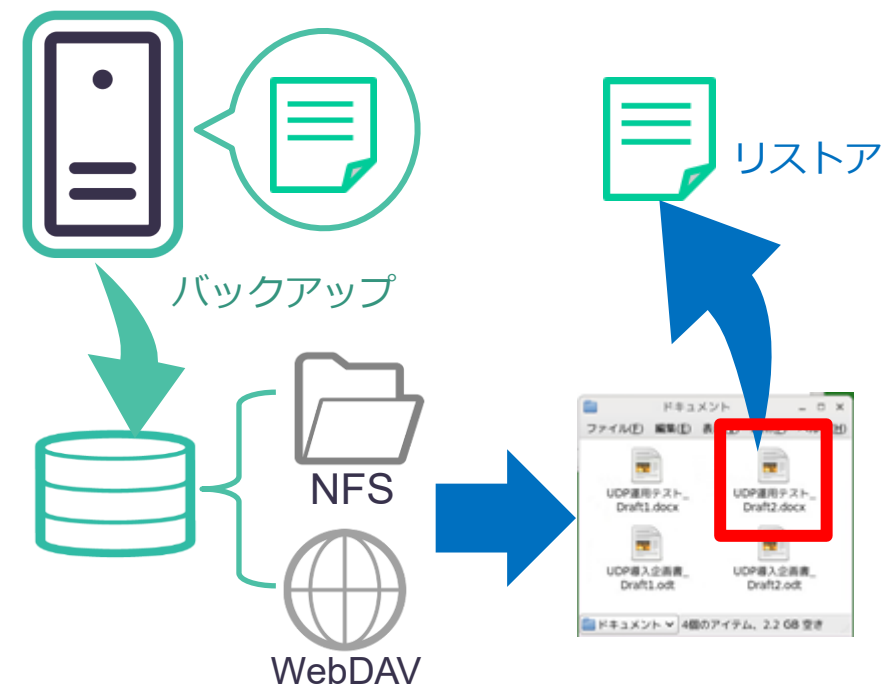 リストア
バックアップ
NFS
WebDAV
ドキュメント
ファイル(F) 編集(E) 表
(H)
UDP運用テスト_
Draft1.docx
UDP運用テスト_
Draft2.docx
UDP導入企画書_
Draft1.odt
UDP導入企画書_
Draft2.odt
ドキュメント 4個のアイテム、2.2 GB 空き